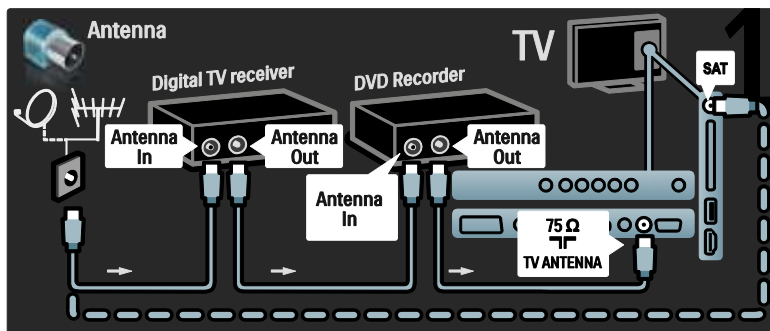 Antenna
TV
1
SAT
Digital TV receiver
DVD Recorder
Antenna
In
Antenna
Out
Antenna
In
Antenna
Out
75 Ω
TV ANTENNA